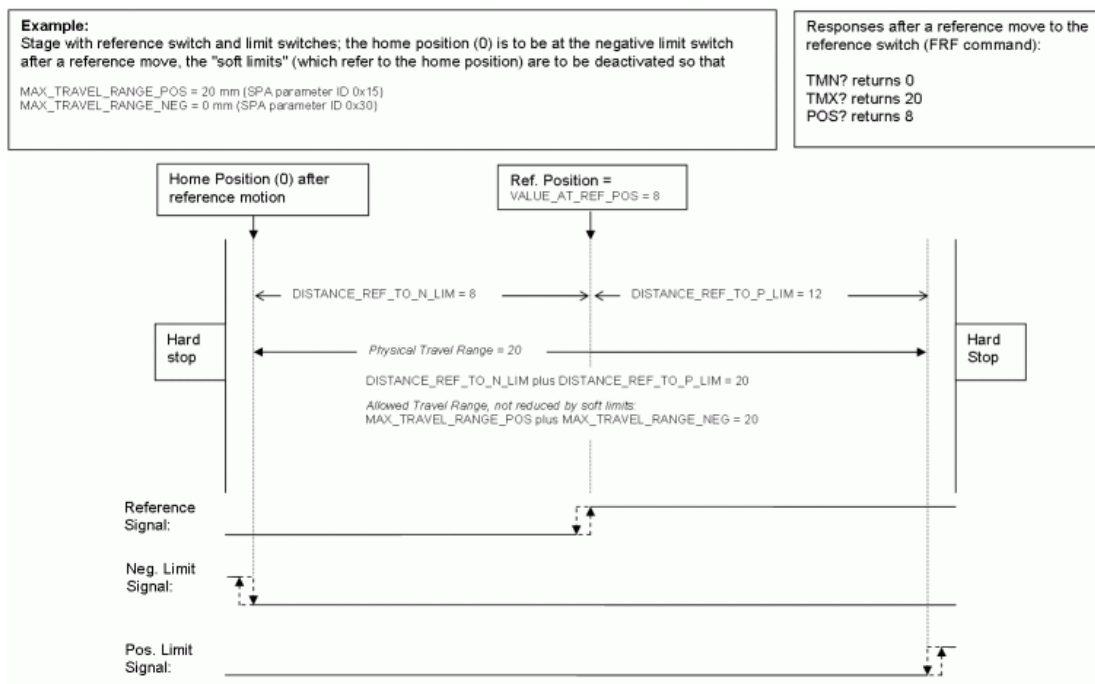 Example:
Stage with reference switch and limit switches; the home position (0) is to be at the negative limit switch
after a reference move, the "soft limits" (which refer to the home position) are to be deactivated so that
MAX_TRAVEL_RANGE_POS = 20 mm (SPA parameter ID 0x15)
MAX_TRAVEL_RANGE_NEG = 0 mm (SPA parameter ID 0x30)
Responses after a reference move to the
reference switch (FRF command):
TMN? returns 0
TMX? returns 20
POS? returns 8
Home Position (0) after
reference motion
Ref. Position =
VALUE_AT_REF_POS = 8
DISTANCE_REF_TO_N_LIM = 8
DISTANCE_REF_TO_P_LIM = 12
Hard
stop
Physical Travel Range = 20
Hard
Stop
DISTANCE_REF_TO_N_LIM plus DISTANCE_REF_TO_P_LIM = 20
Allowed Travel Range, not reduced by soft limits:
MAX_TRAVEL_RANGE_POS plus MAX_TRAVEL_RANGE_NEG = 20
Reference
Signal:
Neg. Limit
Signal:
Pos. Limit
Signal: